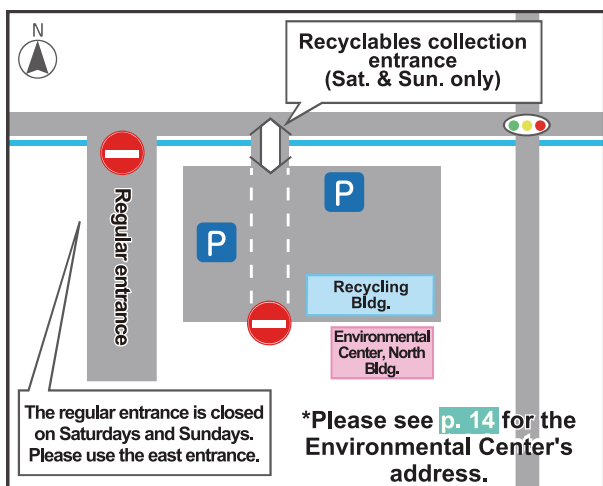 N
Recyclables collection
entrance
(Sat. & Sun. only)
Regular entrance
P
P
Recycling
Bldg.
Environmental
Center, North
Bldg.
The regular entrance is closed
on Saturdays and Sundays.
Please use the east entrance.
*Please see p. 14 for the
Environmental Center's
address.